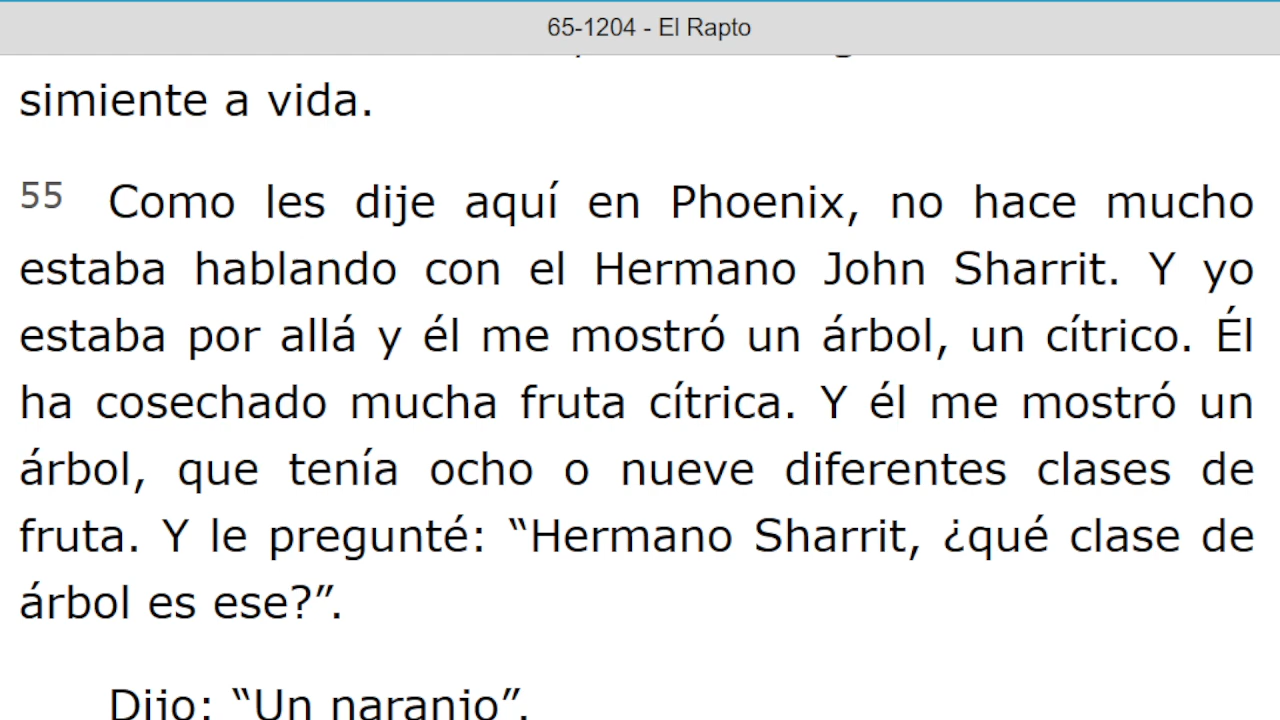 65-1204 - El Rapto
simiente a vida.
55 Como les dije aquí en Phoenix, no hace mucho
estaba hablando con el Hermano John Sharrit. Y yo
estaba por allá y él me mostró un árbol, un cítrico. Él
ha cosechado mucha fruta cítrica. Y él me mostró un
árbol, que tenía ocho o nueve diferentes clases de
fruta. Y le pregunté: “Hermano Sharrit, ¿qué clase de
árbol es ese?”.
Dijo: “Un naranjo”.